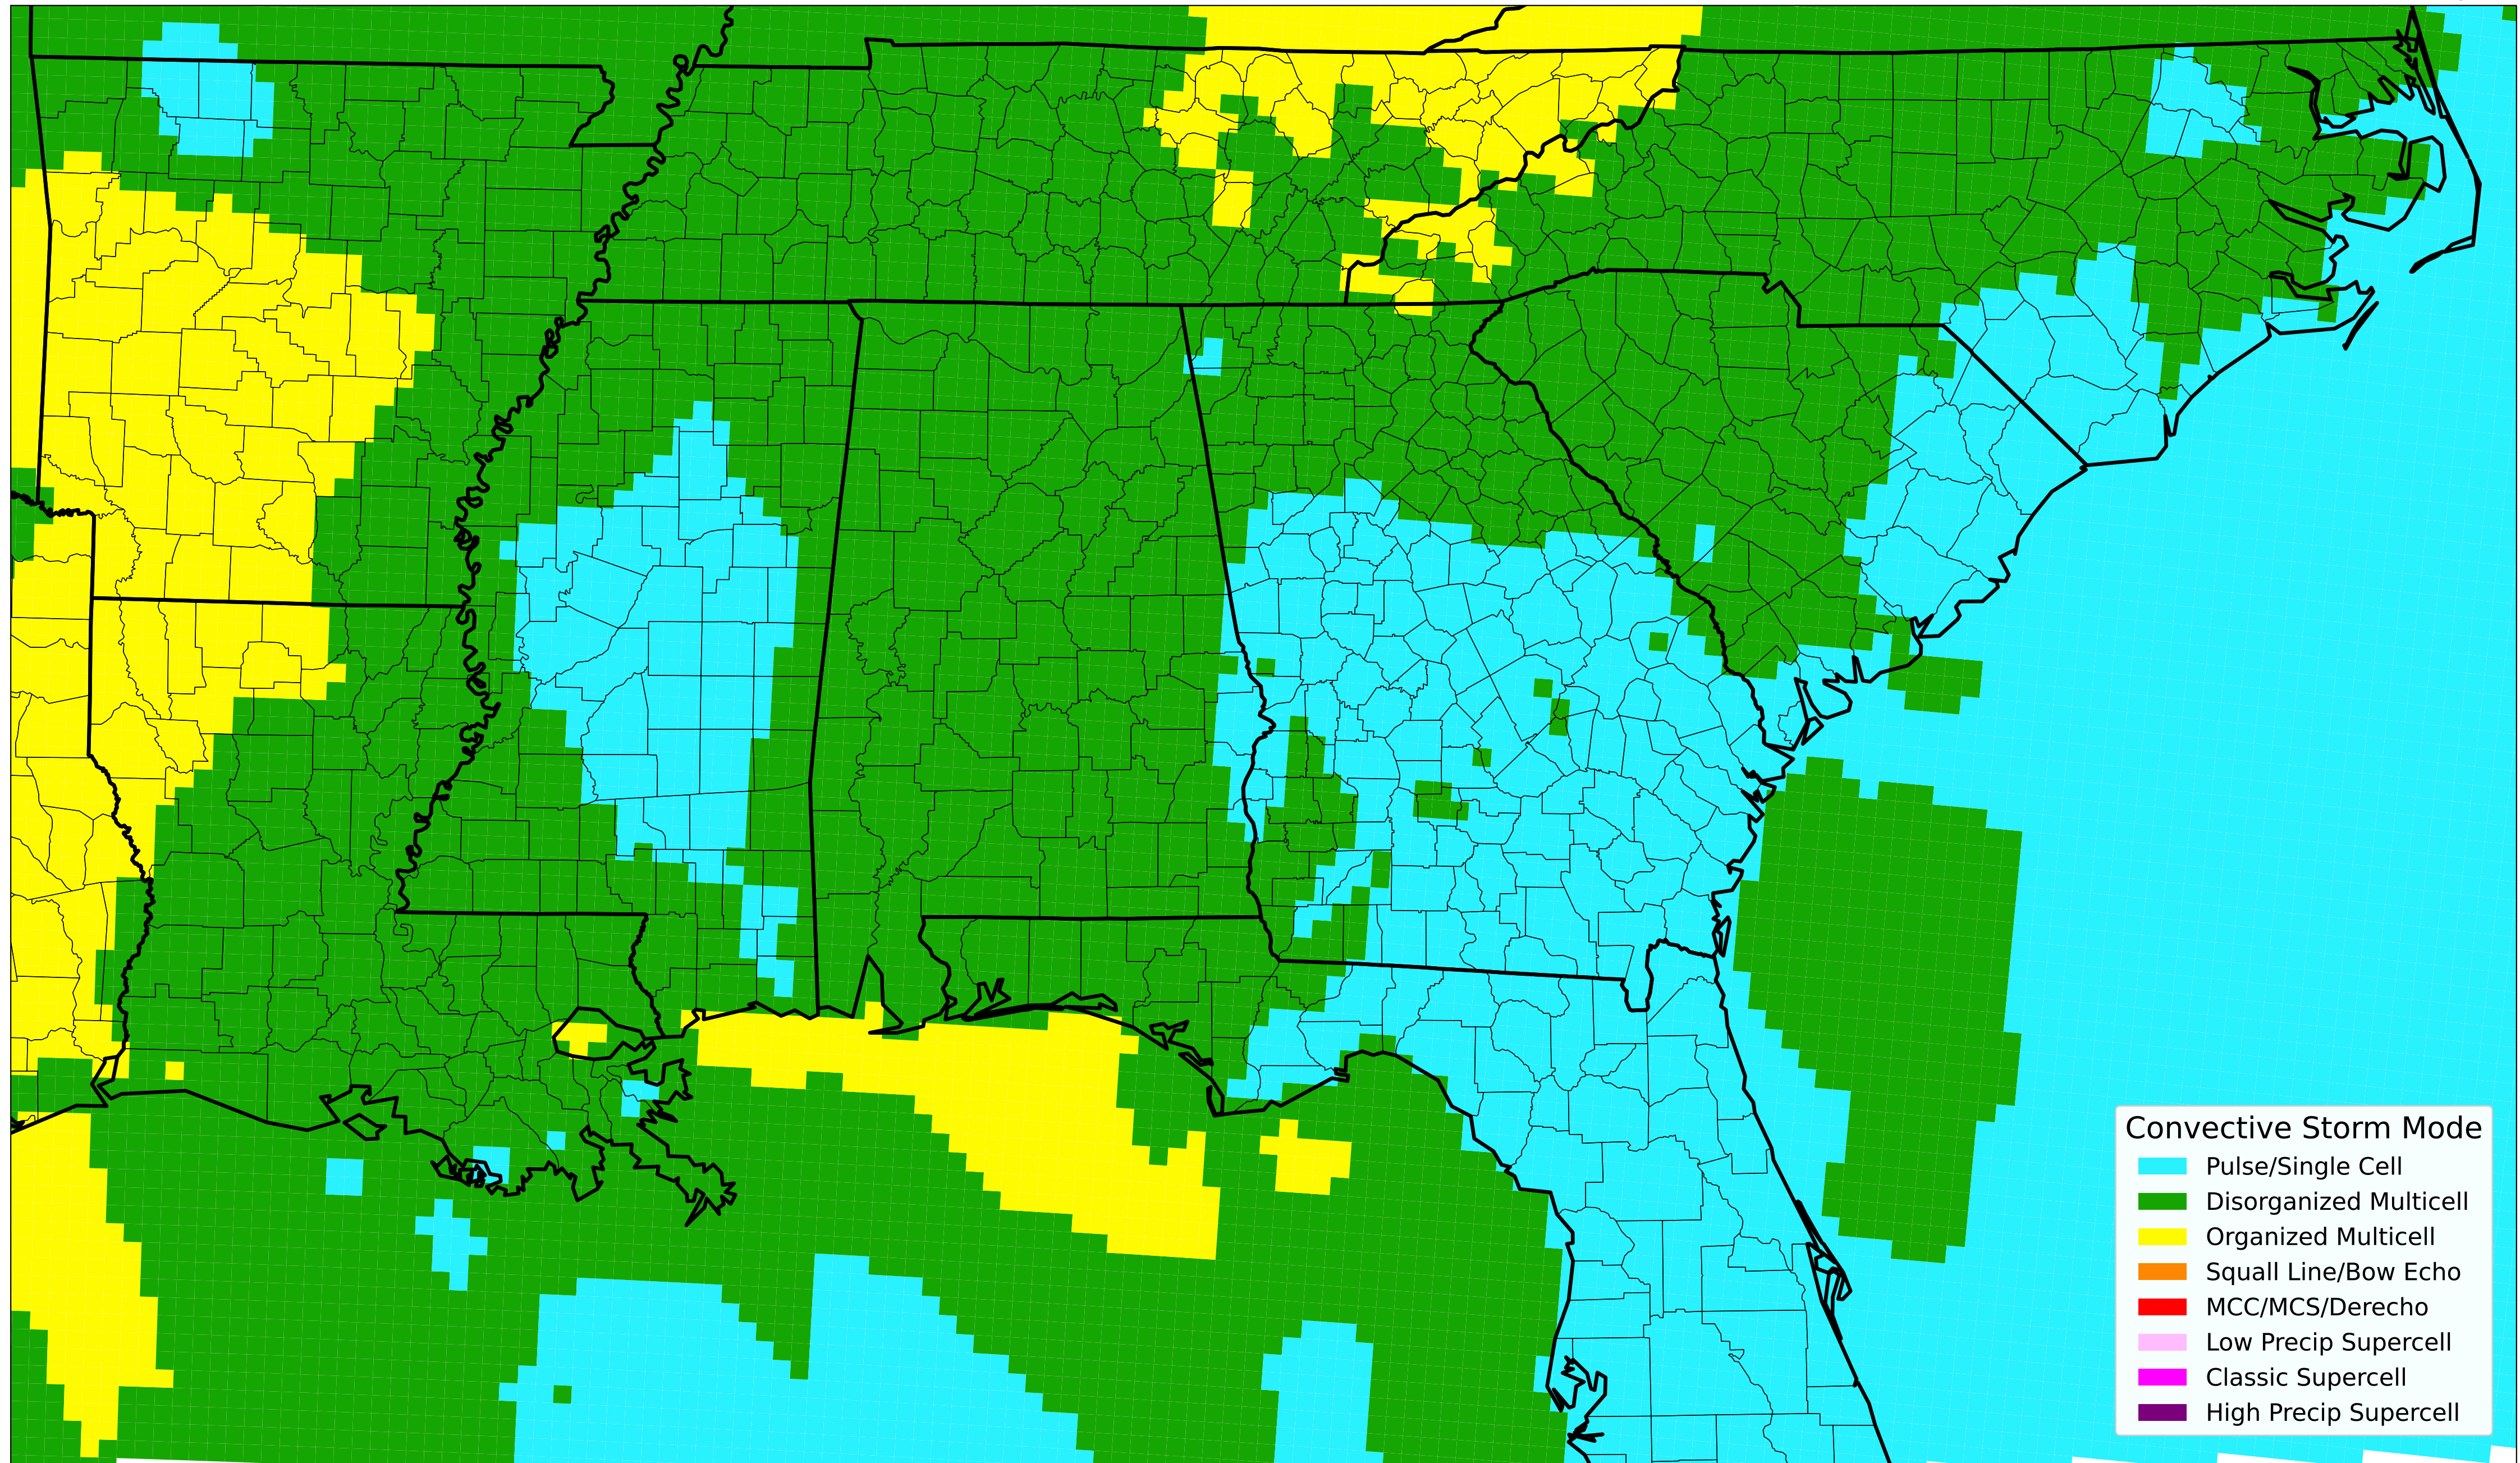 Convective Storm Mode
Pulse/Single Cell
Disorganized Multicell
Organized Multicell
Squall Line/Bow Echo
MCC/MCS/Derecho
Low Precip Supercell
Classic Supercell
High Precip Supercell